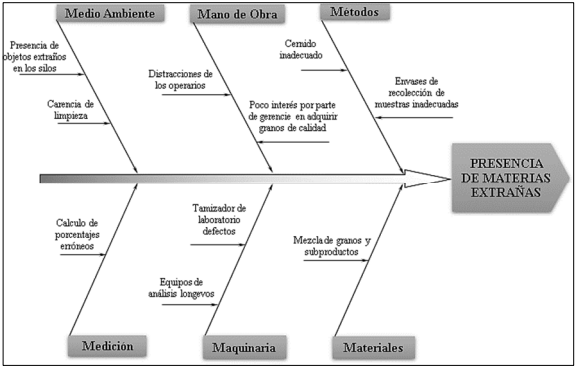 Medio Ambiente
Mano de Obra
Métodos
Presencia de
objetos extraños
en los silos
Carencia de
limpieza
Distracciones de
los operarios
Poco interés por parte
de gerencie en adquirir
granos de calidad
Cernido
inadecuado
Envases de
recolección de
muestras inadecuadas
PRESENCIA
DE MATERIAS
EXTRAÑAS
Calculo de
porcentajes
erróneos
Tamizador de
laboratorio
defectos
Equipos de
análisis longevos
Mezcla de granos y
subproductos
Medición
Maquinaria
Materiales